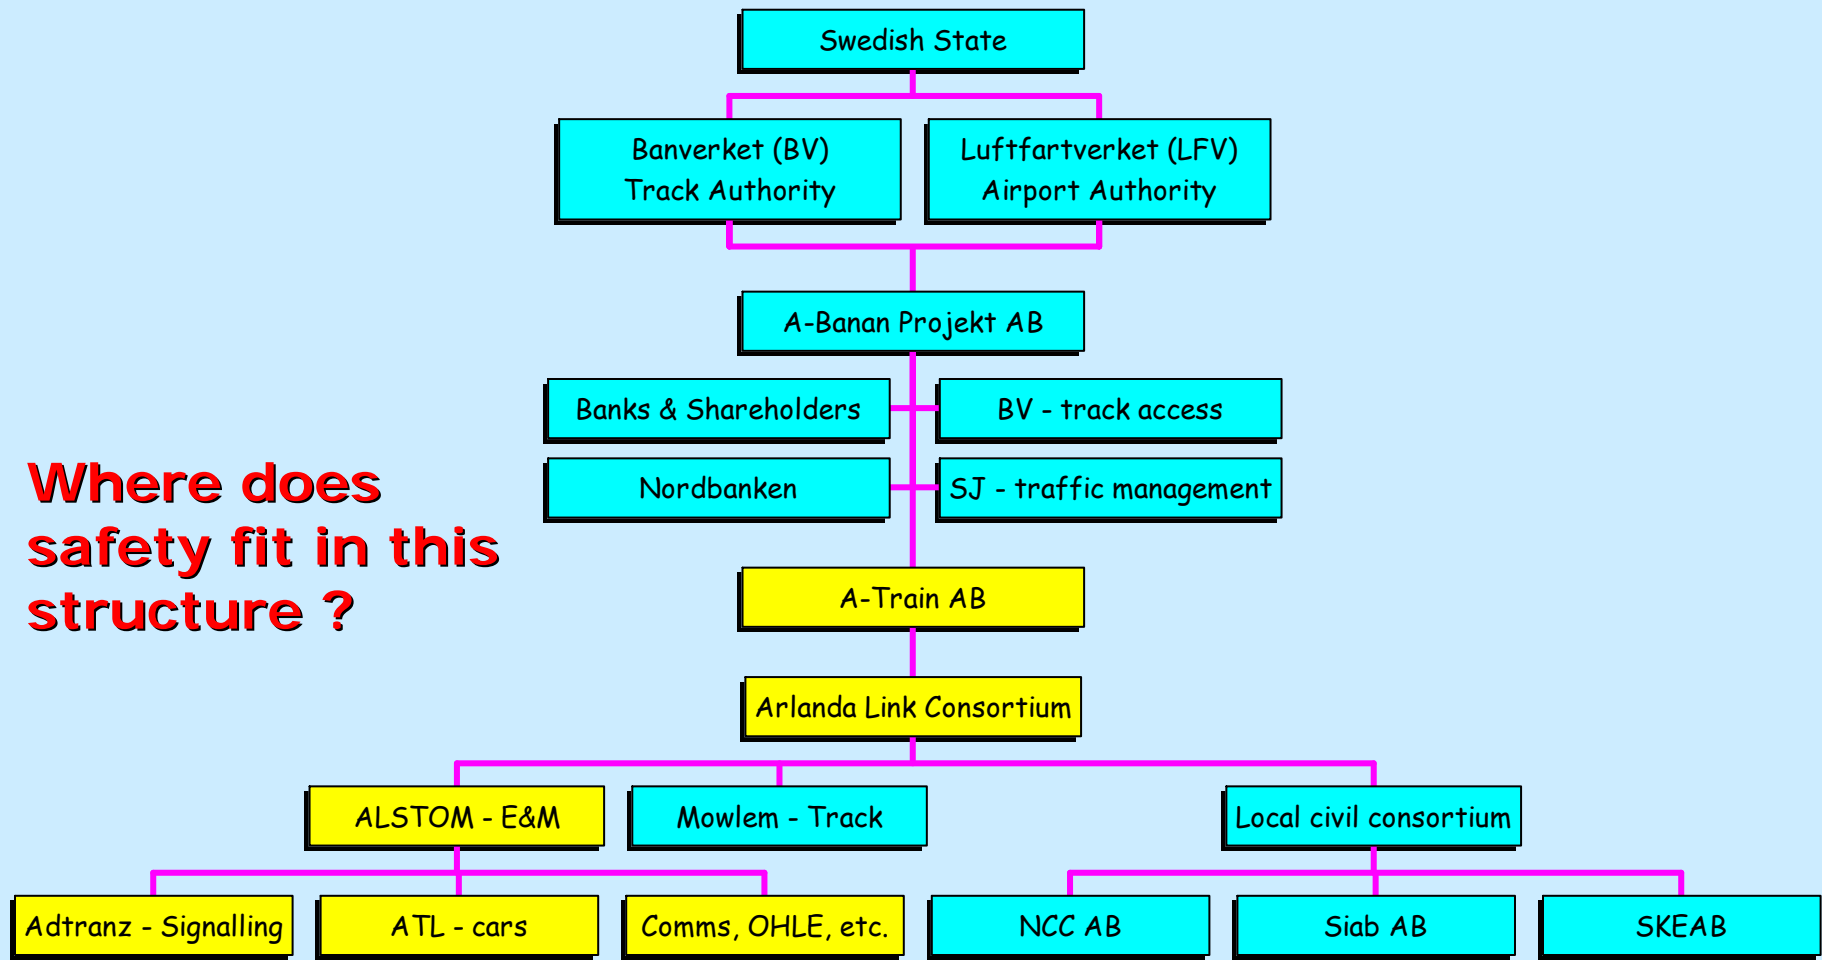 Swedish State
Banverket (BV)
Track Authority
Luftfartverket (LFV)
Airport Authority
A-Banan Projekt AB
Banks & Shareholders
BV - track access
Nordbanken
SJ - traffic management
Where does
safety fit in this
structure ?
A-Train AB
Arlanda Link Consortium
ALSTOM - E&M
Mowlem - Track
Local civil consortium
Adtranz - Signalling
ATL - cars
Comms, OHLE, etc.
NCC AB
Siab AB
SKEAB